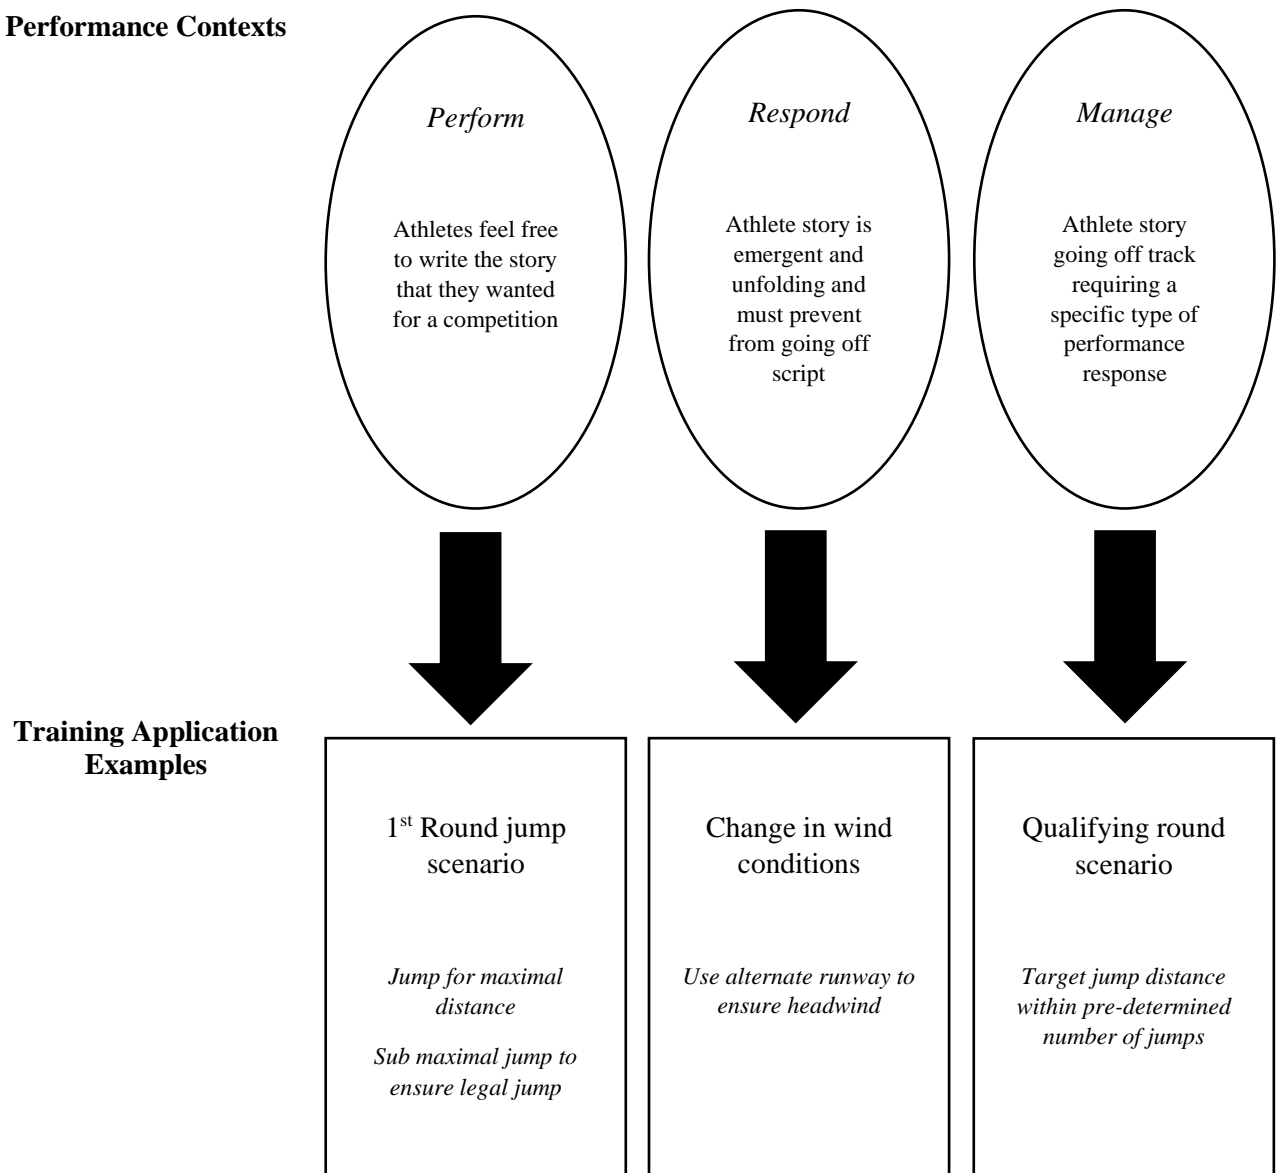 Performance Contexts
Perform
Athletes feel free
to write the story
that they wanted
for a competition
Respond
Athlete story is
emergent and
unfolding and
must prevent
from going off
script
Manage
Athlete story
going off track
requiring a
specific type of
performance
response
Training Application
Examples
1st Round jump
scenario
Jump for maximal
distance
Sub maximal jump to
ensure legal jump
Change in wind
conditions
Use alternate runway to
ensure headwind
Qualifying round
scenario
Target jump distance
within pre-determined
number of jumps